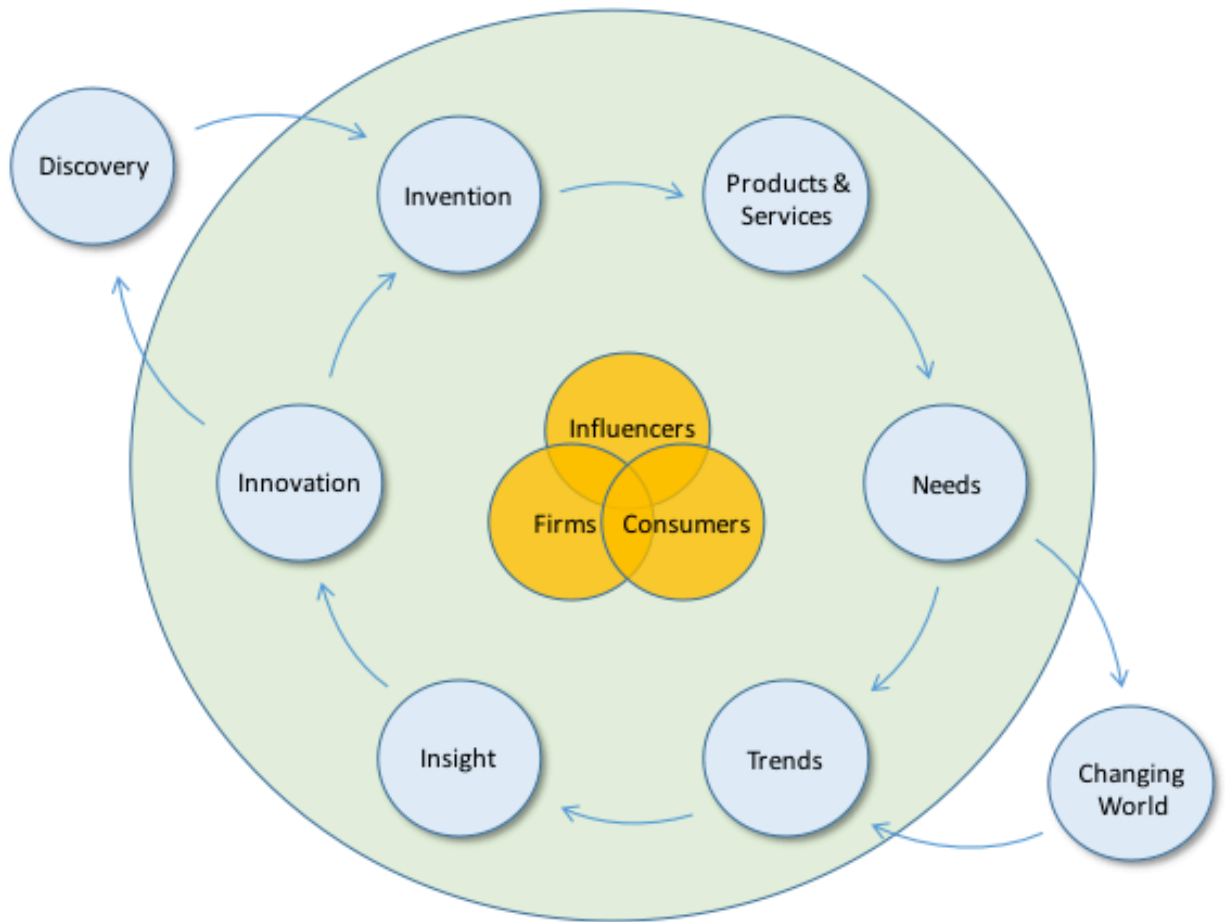 Discovery
Invention
Products &
Services
Influencers
Innovation
Needs
Firms
Consumers
Insight
Trends
Changing
World